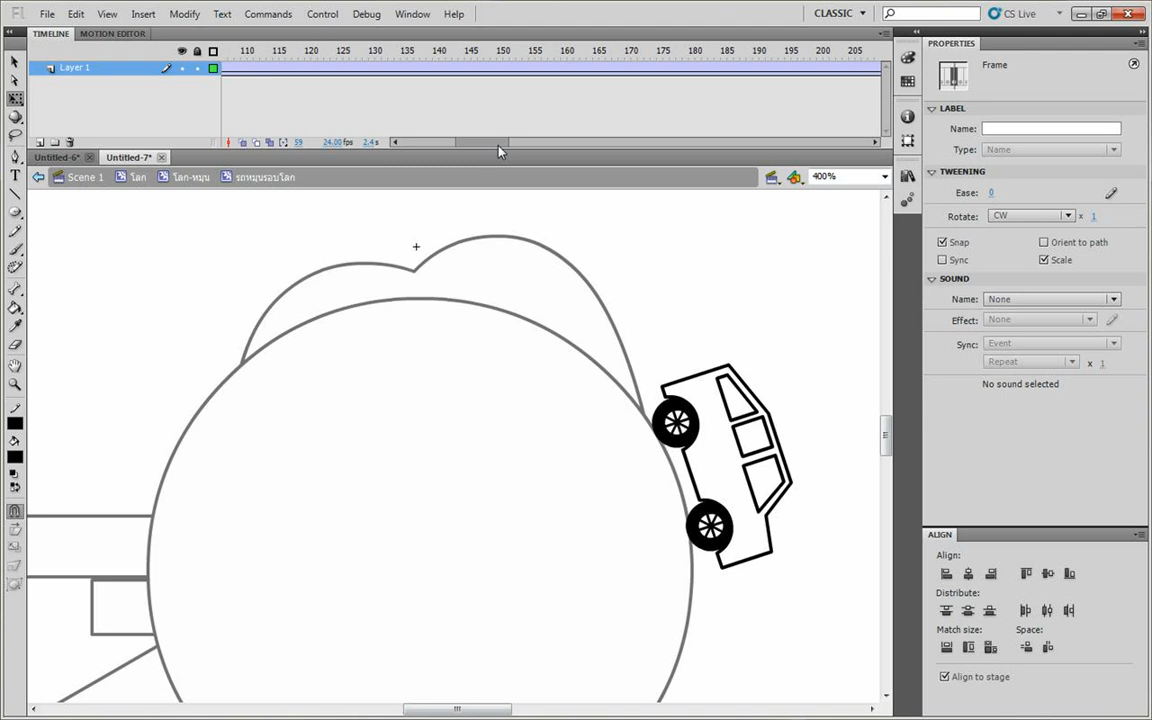 Fl File Edit View Insert Modify Text Commands Control Debug Window Help CLASSIC CS Live
TIMELINE MOTION EDITOR
110 115 120 125 130 135 140 145 150 155 160 165 170 175 180 185 190 195 200 205
Layer 1
59 24.00 fps 2.4 s
Untitled-6* Untitled-7*
Scene 1 โลก โลก-หมุน รถหมุนรอบโลก 400%
PROPERTIES
Frame
LABEL
Name:
Type: Name
TWEENING
Ease: 0
Rotate: CW x 1
Snap Orient to path
Sync Scale
SOUND
Name: None
Effect: None
Sync: Event
Repeat x 1
No sound selected
ALIGN
Align:
Distribute:
Match size: Space:
Align to stage